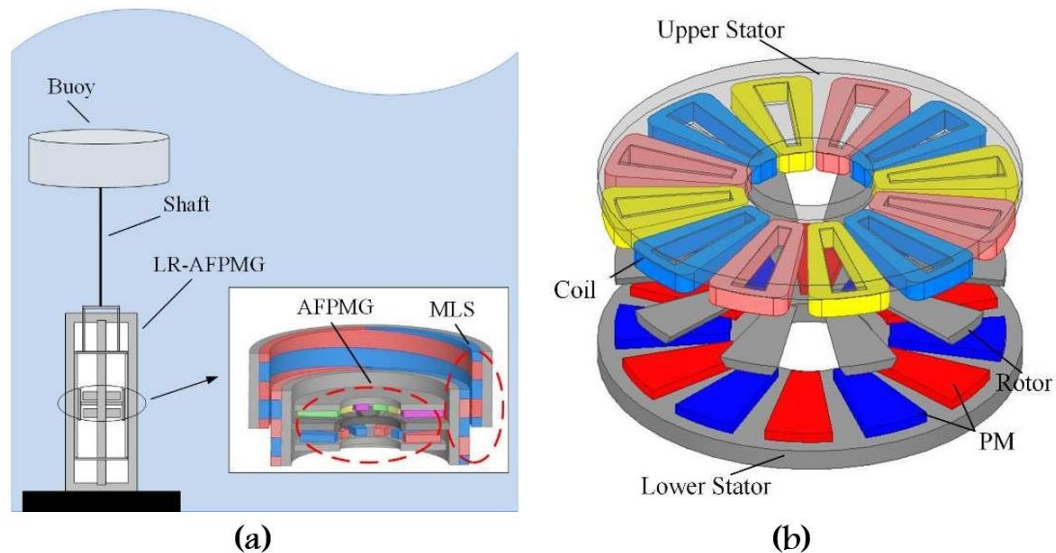 Buoy
Shaft
LR-AFPMG
AFPMG
MLS
(a)
Upper Stator
Coil
Rotor
PM
Lower Stator
(b)